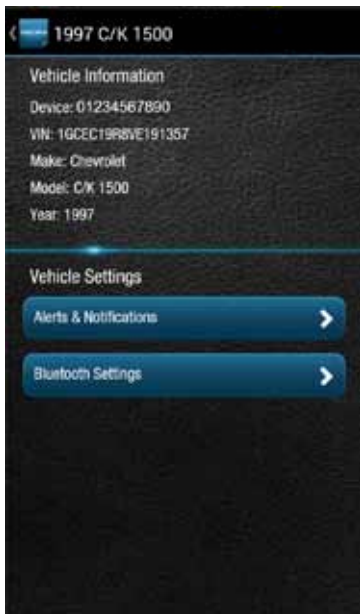 1997 C/K 1500
Vehicle Information
Device: 01234567890
VIN: 1GCEC19R8VE191357
Make: Chevrolet
Model: C/K 1500
Year: 1997
Vehicle Settings
Alerts & Notifications
Bluetooth Settings